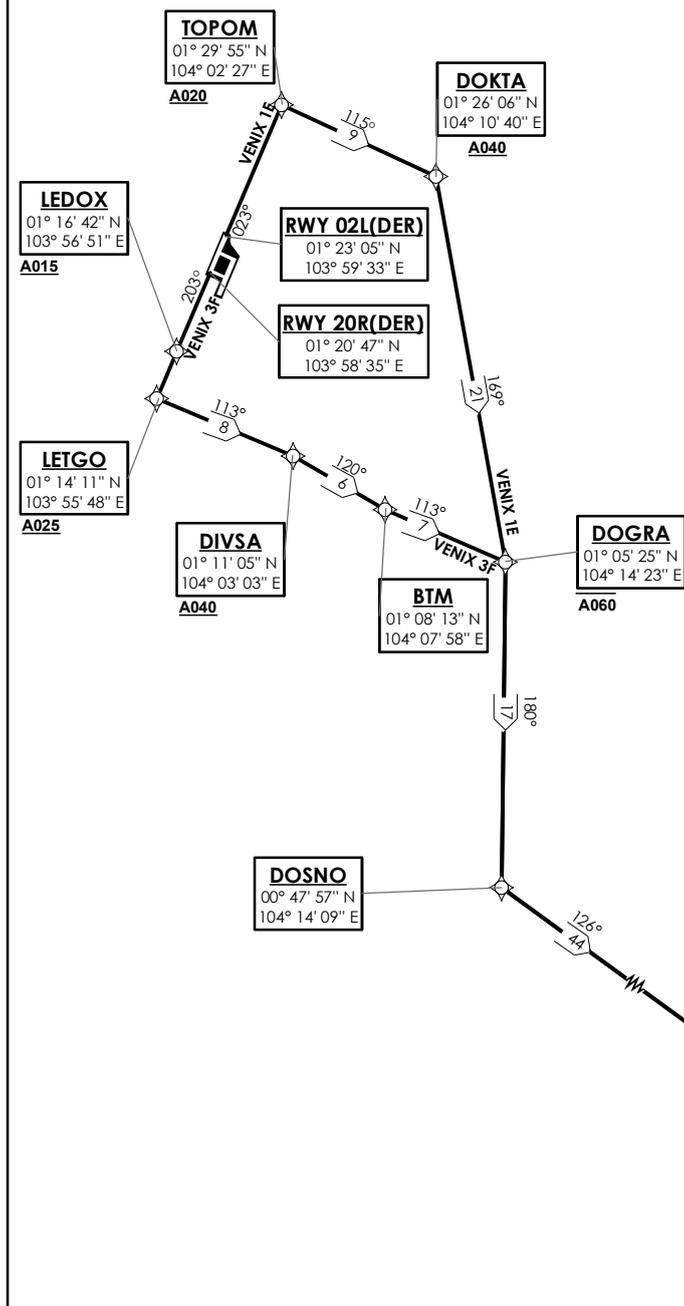 TOPOM
01° 29' 55" N
104° 02' 27" E
A020
DOKTA
01° 26' 06" N
104° 10' 40" E
A040
115°
9
VENIX 1E
LEDOX
01° 16' 42" N
103° 56' 51" E
A015
023°
RWY 02L(DER)
01° 23' 05" N
103° 59' 33" E
203°
VENIX 3F
RWY 20R(DER)
01° 20' 47" N
103° 58' 35" E
169°
21
LETGO
01° 14' 11" N
103° 55' 48" E
A025
113°
8
120°
6
113°
7
VENIX 3F
VENIX 1E
DIVSA
01° 11' 05" N
104° 03' 03" E
A040
BTM
01° 08' 13" N
104° 07' 58" E
DOGRA
01° 05' 25" N
104° 14' 23" E
A060
180°
17
DOSNO
00° 47' 57" N
104° 14' 09" E
126°
44